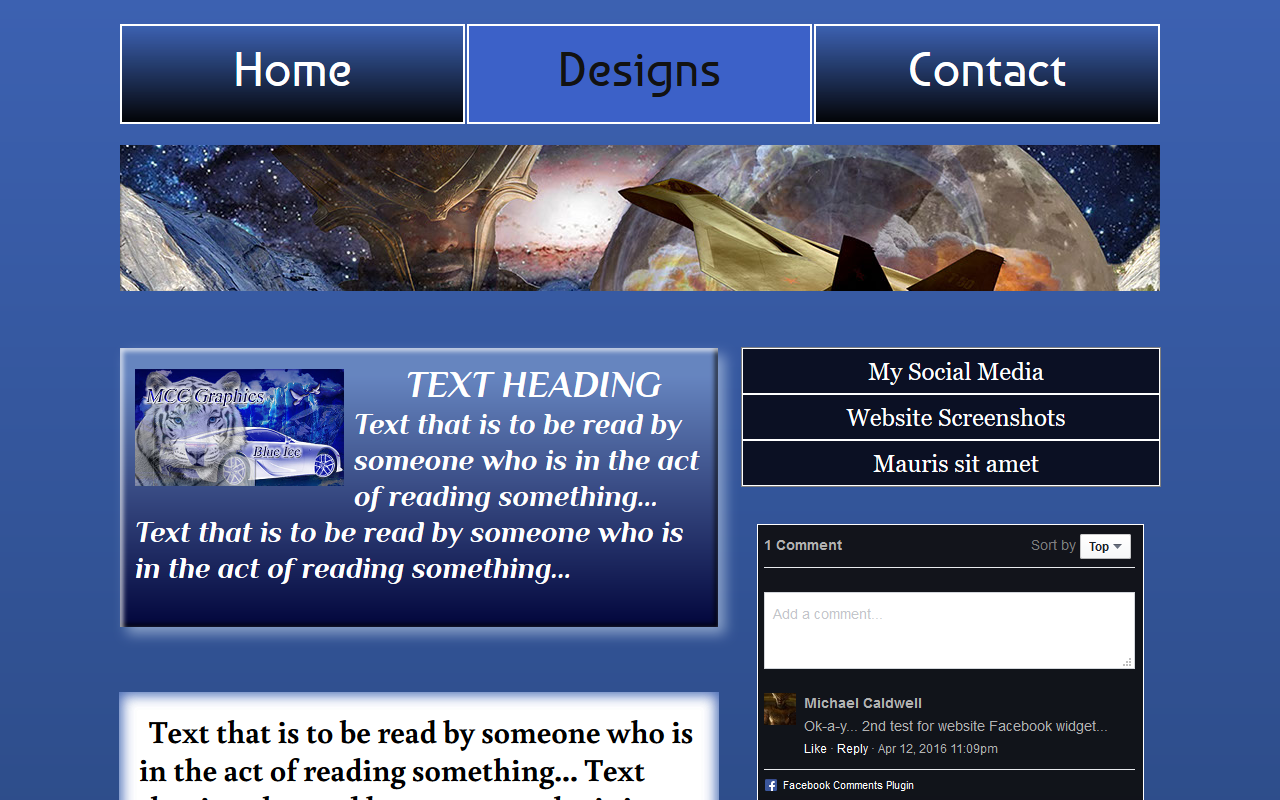 Home
Designs
Contact
MCC Graphics
Blue Ice
TEXT HEADING
Text that is to be read by
someone who is in the act
of reading something...
Text that is to be read by someone who is
in the act of reading something...
My Social Media
Website Screenshots
Mauris sit amet
1 Comment
Sort by Top
Add a comment...
Michael Caldwell
Ok-a-y... 2nd test for website Facebook widget...
Like · Reply · Apr 12, 2016 11:09pm
Facebook Comments Plugin
Text that is to be read by someone who is
in the act of reading something... Text